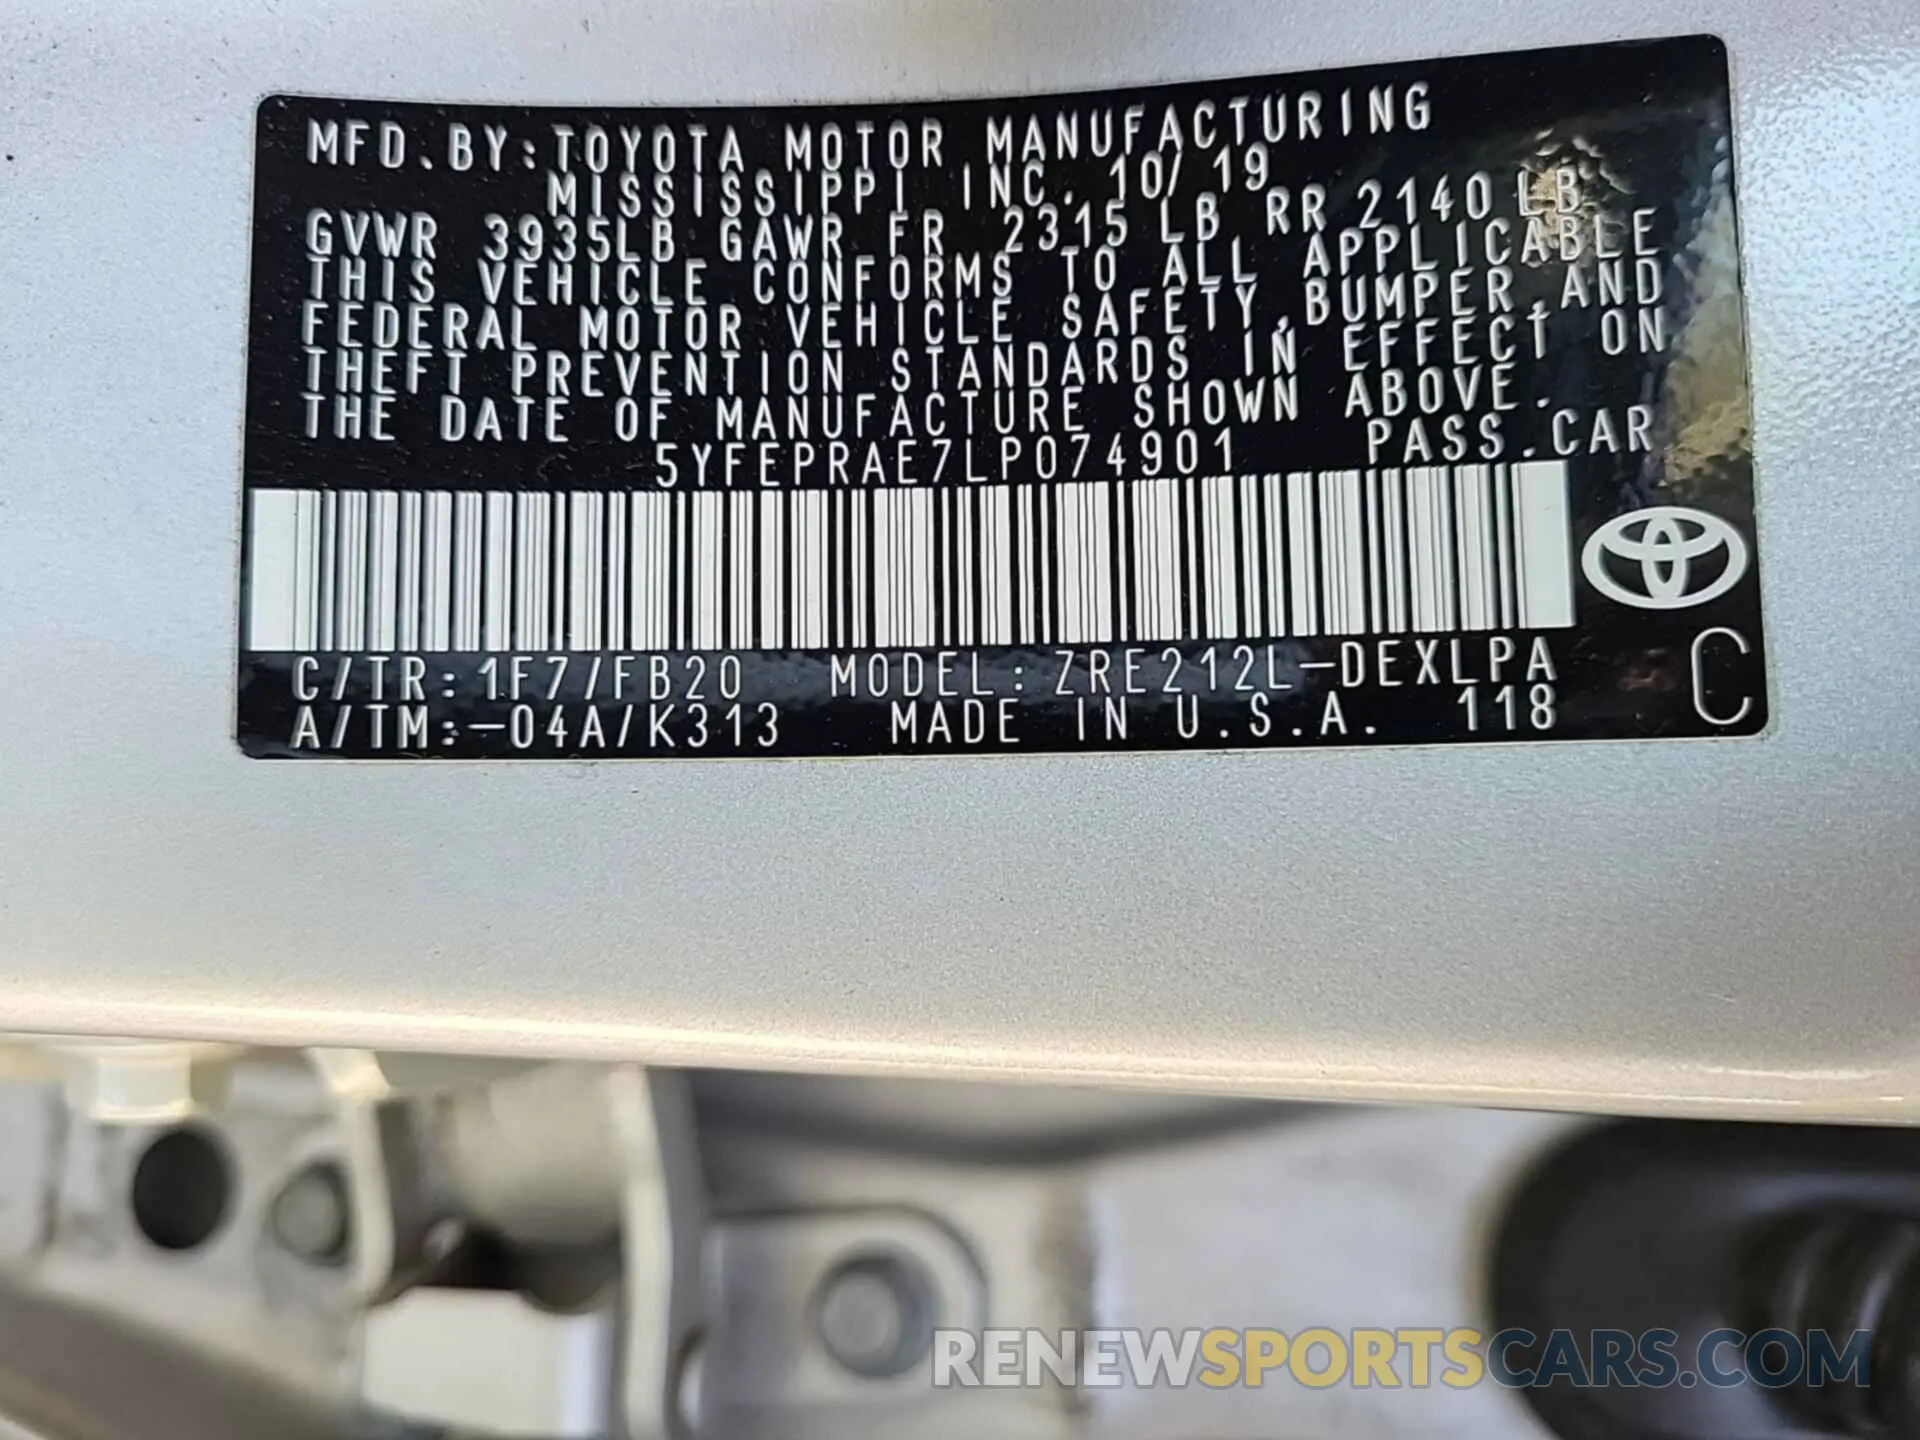 MFD. BY: TOYOTA MOTOR MANUFACTURING
MISSISSIPPI INC. 10/19
GVWR 3935LB GAWR FR 2315 LB RR 2140 LB
THIS VEHICLE CONFORMS TO ALL APPLICABLE
FEDERAL MOTOR VEHICLE SAFETY, BUMPER, AND
THEFT PREVENTION STANDARDS IN EFFECT ON
THE DATE OF MANUFACTURE SHOWN ABOVE.
5YFEPRAE7LP074901 PASS. CAR
C/TR: 1F7/FB20 MODEL: ZRE212L-DEXLPA
A/TM: -04A/K313 MADE IN U.S.A. 118
C
RENEWSPORTSCARS.COM